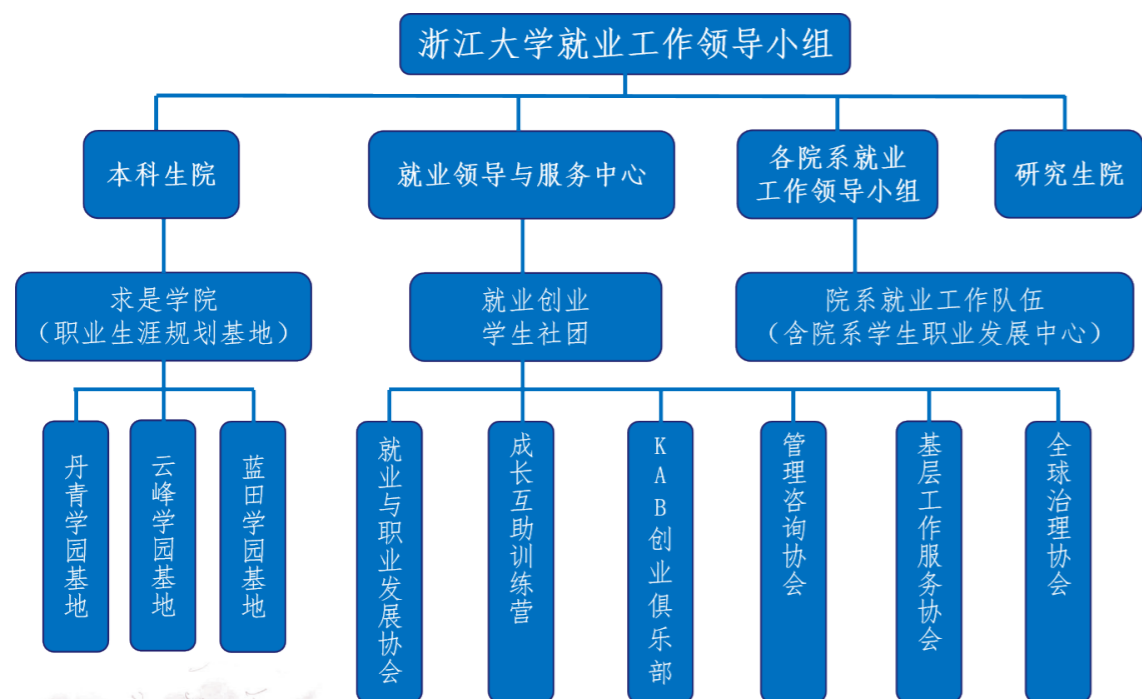 浙江大学就业工作领导小组
本科生院
就业领导与服务中心
各院系就业
工作领导小组
研究生院
求是学院
（职业生涯规划基地）
就业创业
学生社团
院系就业工作队伍
（含院系学生职业发展中心）
丹青学园基地
云峰学园基地
蓝田学园基地
就业与职业发展协会
成长互助训练营
KAB创业俱乐部
管理咨询协会
基层工作服务协会
全球治理协会